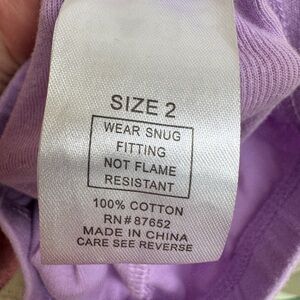 SIZE 2
WEAR SNUG
FITTING
NOT FLAME
RESISTANT
100% COTTON
RN#87652
MADE IN CHINA
CARE SEE REVERSE